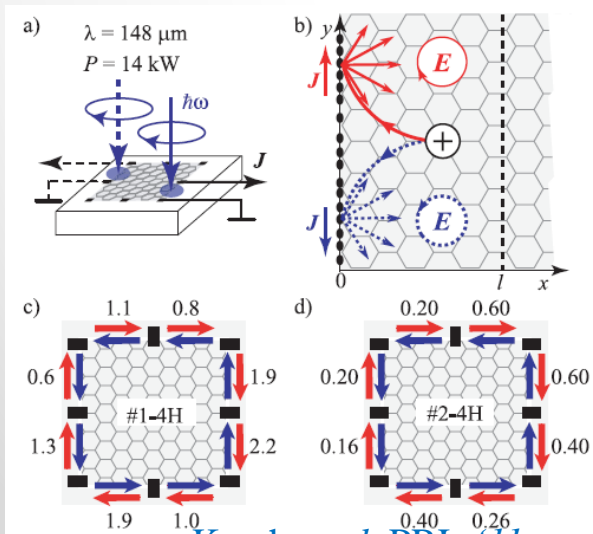 a)
λ = 148 μm
P = 14 kW
ħω
J
b)
y
E
J
+
J
E
0
l
x
c)
1.1 0.8
0.6 1.9
#1-4H
1.3 2.2
1.9 1.0
d)
0.20 0.60
0.20 0.60
#2-4H
0.16 0.40
0.40 0.26
PRL